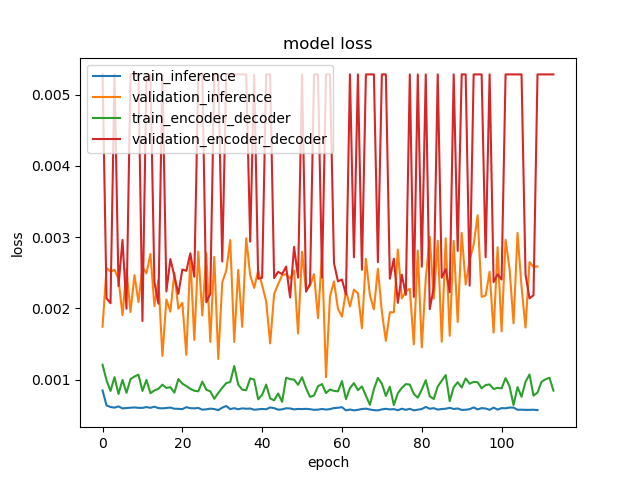 model loss
train_inference
validation_inference
train_encoder_decoder
validation_encoder_decoder
loss
0.005
0.004
0.003
0.002
0.001
0 20 40 60 80 100
epoch